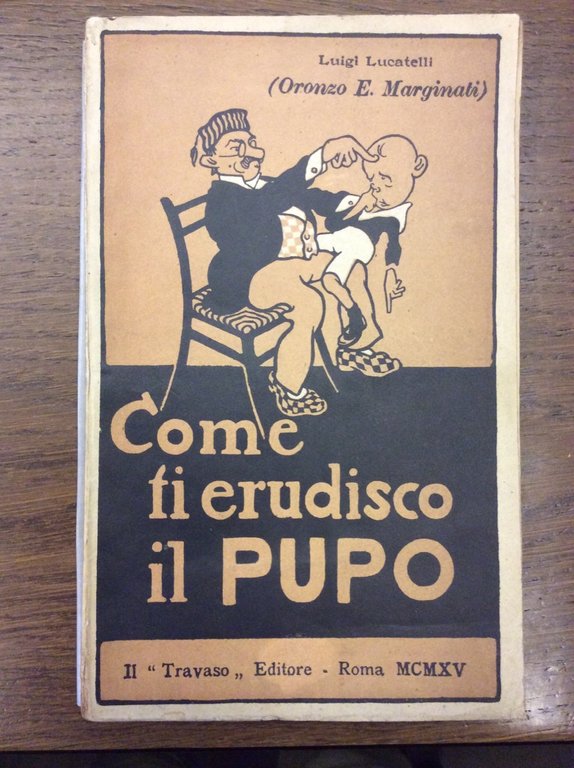 Luigi Lucatelli
(Oronzo E. Marginati)
Come
ti erudisco
il PUPO
Il “Travaso„ Editore - Roma MCMXV